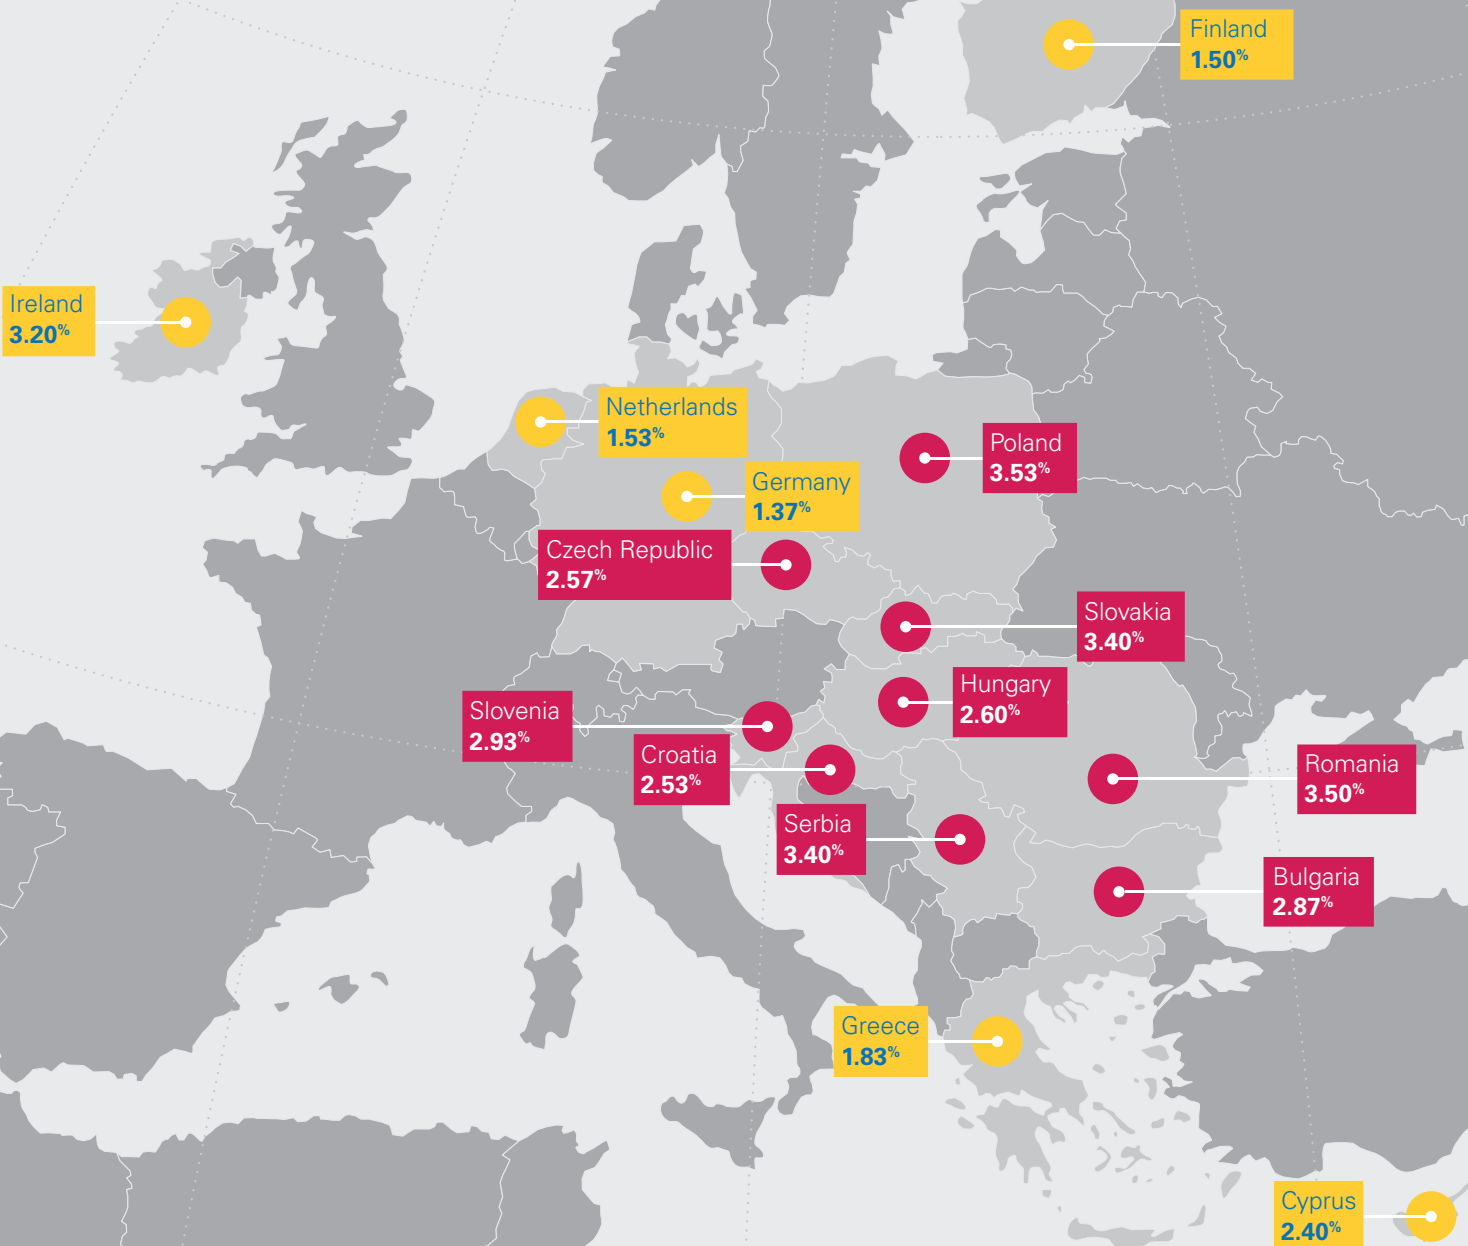 Finland
1.50%
Ireland
3.20%
Netherlands
1.53%
Poland
3.53%
Germany
1.37%
Czech Republic
2.57%
Slovakia
3.40%
Hungary
2.60%
Slovenia
2.93%
Croatia
2.53%
Romania
3.50%
Serbia
3.40%
Bulgaria
2.87%
Greece
1.83%
Cyprus
2.40%